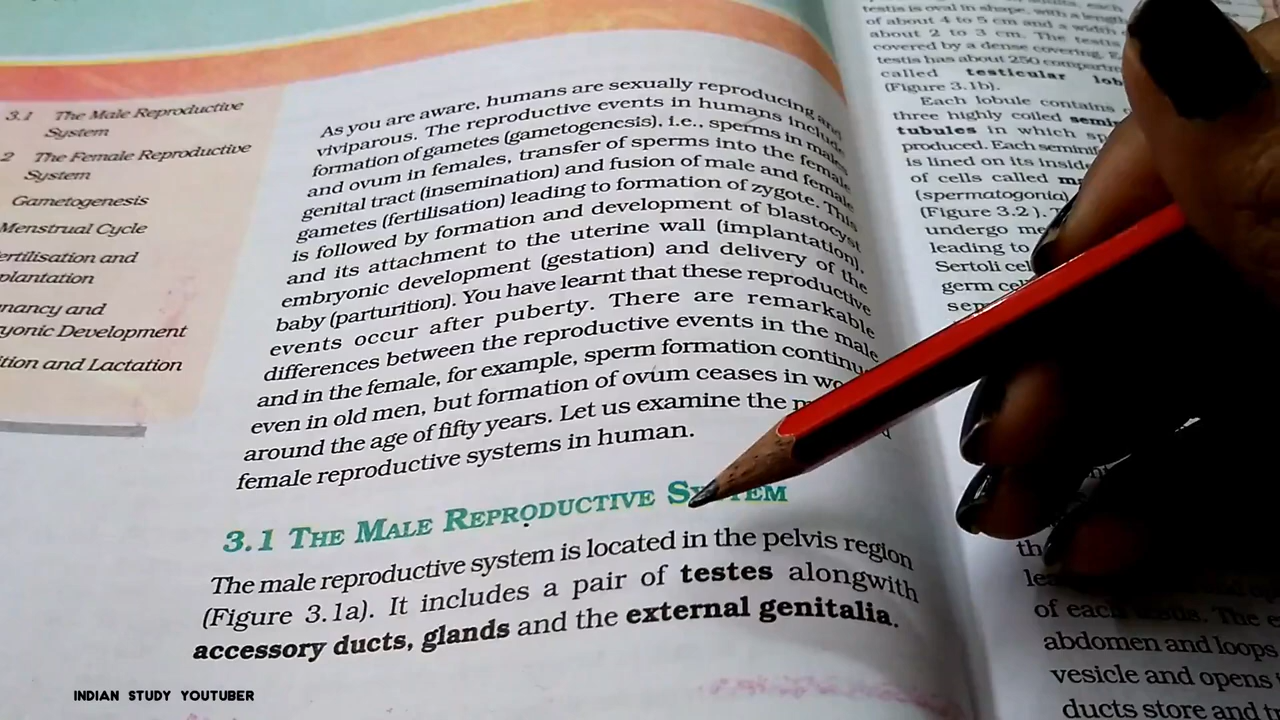 3.1 The Male Reproductive
System
2 The Female Reproductive
System
Gametogenesis
Menstrual Cycle
and
and
yonic Development
and Lactation
As you are aware, humans are sexually reproducing and
viviparous. The reproductive events in humans include
formation of gametes (gametogenesis), i.e., sperms in males
and ovum in females, transfer of sperms into the female
genital tract (insemination) and fusion of male and female
gametes (fertilisation) leading to formation of zygote. This
is followed by formation and development of blastocyst
and its attachment to the uterine wall (implantation),
embryonic development (gestation) and delivery of the
baby (parturition). You have learnt that these reproductive
events occur after puberty. There are remarkable
differences between the reproductive events in the male
and in the female, for example, sperm formation
even in old men, but formation of ovum ceases in
around the age of fifty years. Let us examine the
female reproductive systems in human.
3.1 THE MALE REPRODUCTIVE
The male reproductive system is located in the pelvis region
(Figure 3.1a). It includes a pair of testes alongwith
accessory ducts, glands and the external genitalia.
testis is oval in shape, with a length
of about 4 to 5 cm and a width
about 2 to 3 cm. The testis
covered by a dense covering.
testis has about 250
called testicular
(Figure 3.1b).
Each lobule contains
three highly coiled
tubules in which
produced. Each
is lined on its
of cells called
(spermatogonia)
(Figure 3.2).
undergo
leading to
Sertoli
germ
of each The
abdomen and loops
vesicle and opens
ducts store and
INDIAN STUDY YOUTUBER